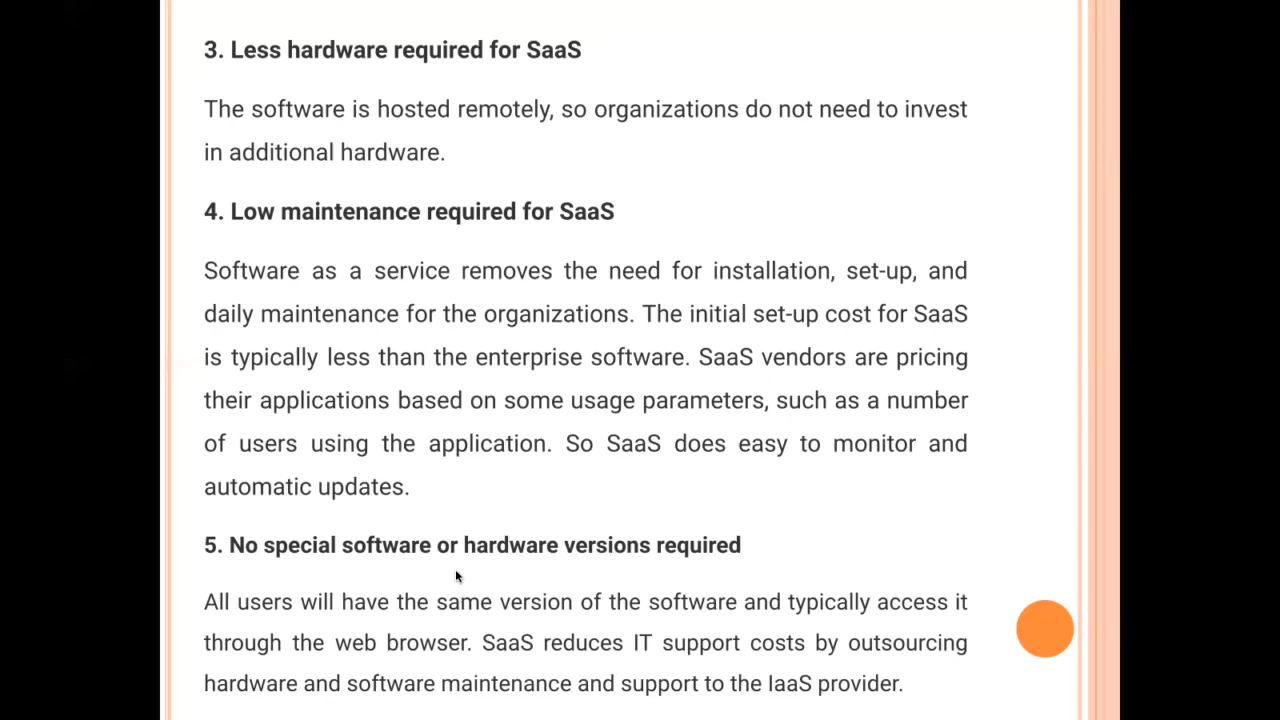 3. Less hardware required for SaaS
The software is hosted remotely, so organizations do not need to invest
in additional hardware.
4. Low maintenance required for SaaS
Software as a service removes the need for installation, set-up, and
daily maintenance for the organizations. The initial set-up cost for SaaS
is typically less than the enterprise software. SaaS vendors are pricing
their applications based on some usage parameters, such as a number
of users using the application. So SaaS does easy to monitor and
automatic updates.
5. No special software or hardware versions required
All users will have the same version of the software and typically access it
through the web browser. SaaS reduces IT support costs by outsourcing
hardware and software maintenance and support to the IaaS provider.